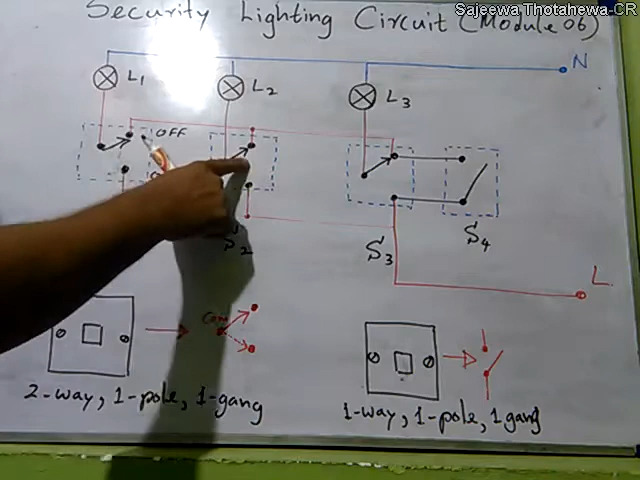 Sajeewa Thotahewa-CR
Security Lighting Circuit (Module 06)
N
L1
L2
L3
OFF
S2
S3
S4
L
Com
2-way, 1-pole, 1-gang
1-way, 1-pole, 1 gang